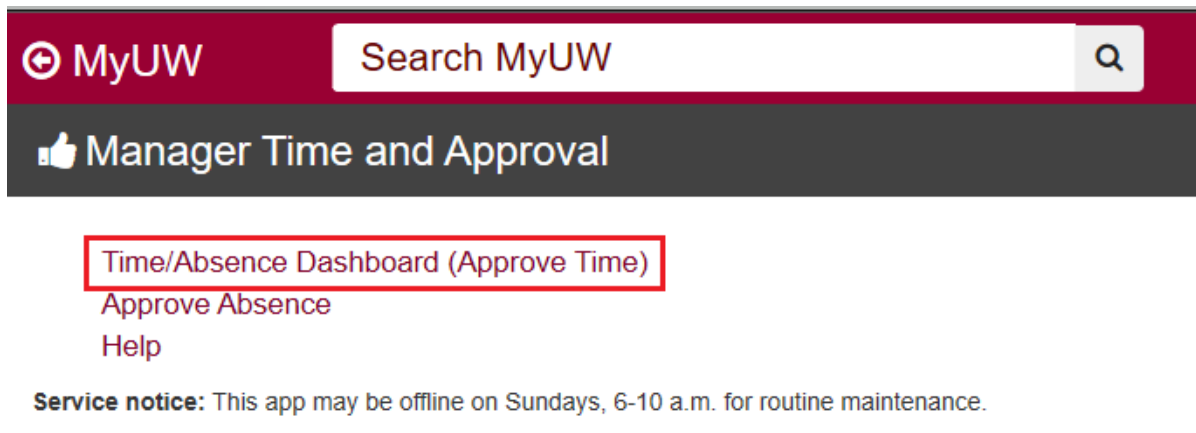 MyUW
Search MyUW
Manager Time and Approval
Time/Absence Dashboard (Approve Time)
Approve Absence
Help
Service notice: This app may be offline on Sundays, 6-10 a.m. for routine maintenance.